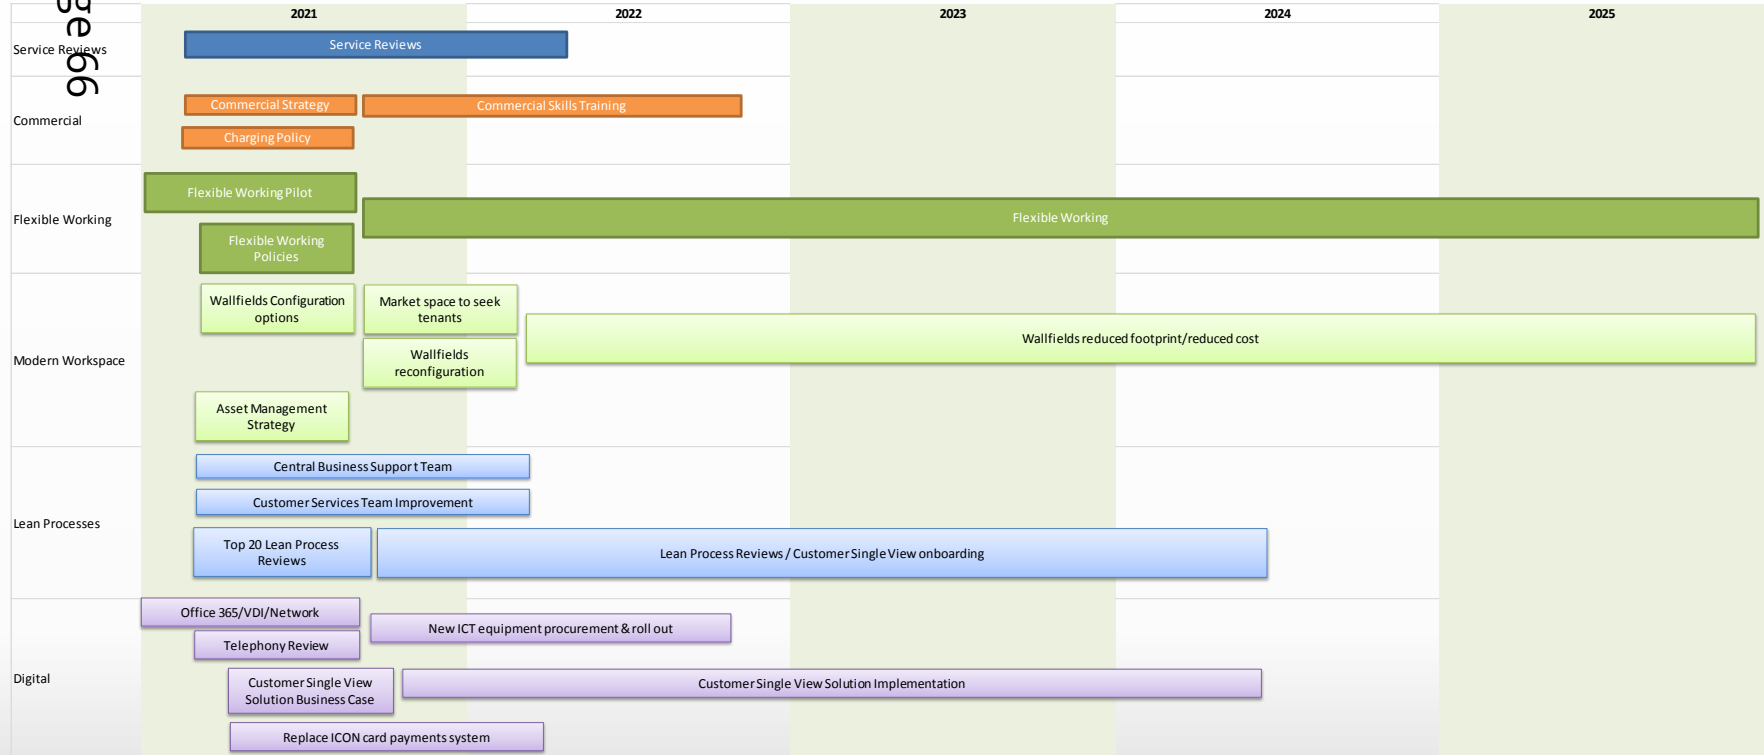 ge 66
2021
2022
2023
2024
2025
Service Reviews
Service Reviews
Commercial
Commercial Strategy
Commercial Skills Training
Charging Policy
Flexible Working
Flexible Working Pilot
Flexible Working
Flexible Working
Policies
Modern Workspace
Wallfields Configuration
options
Market space to seek
tenants
Wallfields reduced footprint/reduced cost
Wallfields
reconfiguration
Asset Management
Strategy
Lean Processes
Central Business Support Team
Customer Services Team Improvement
Top 20 Lean Process
Reviews
Lean Process Reviews / Customer Single View onboarding
Digital
Office 365/VDI/Network
New ICT equipment procurement & roll out
Telephony Review
Customer Single View
Solution Business Case
Customer Single View Solution Implementation
Replace ICON card payments system